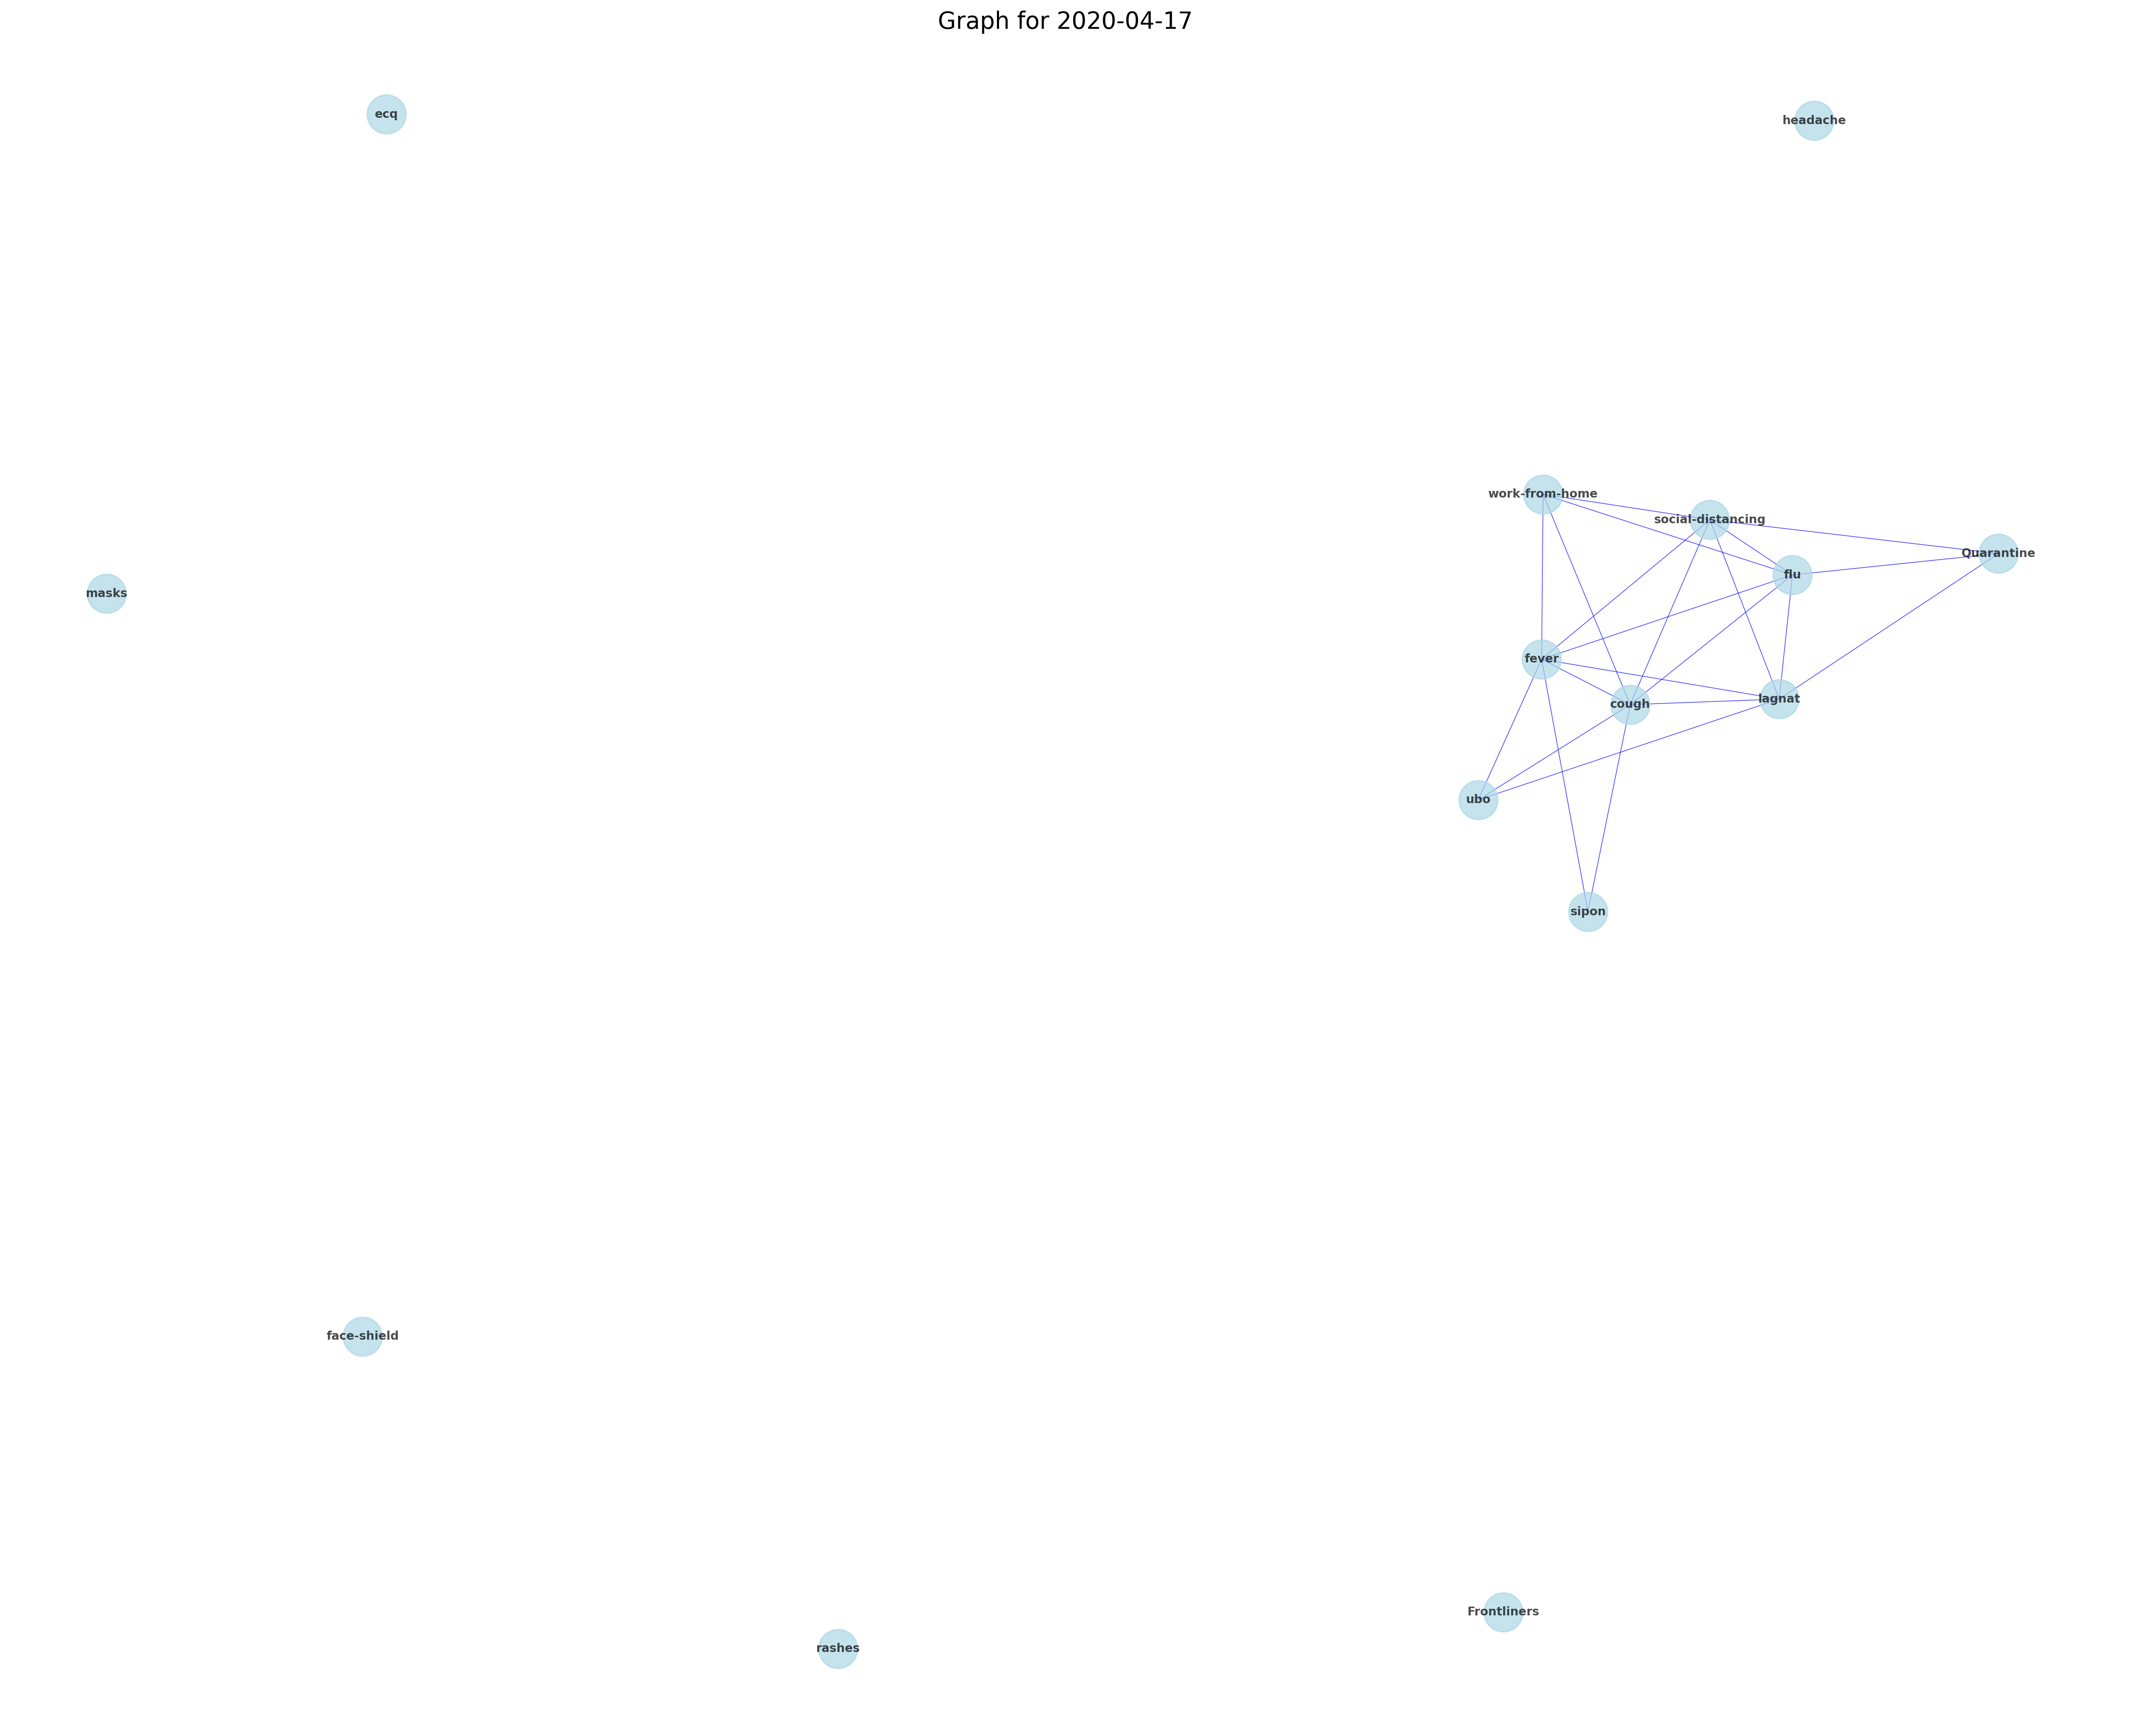 Graph for 2020-04-17
ecq
headache
work-from-home
social-distancing
Quarantine
flu
masks
fever
lagnat
cough
ubo
sipon
face-shield
Frontliners
rashes